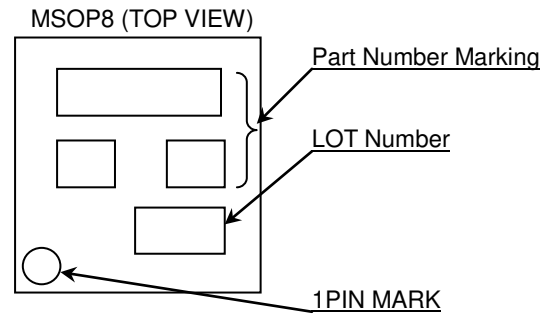 MSOP8 (TOP VIEW)
Part Number Marking
LOT Number
1PIN MARK